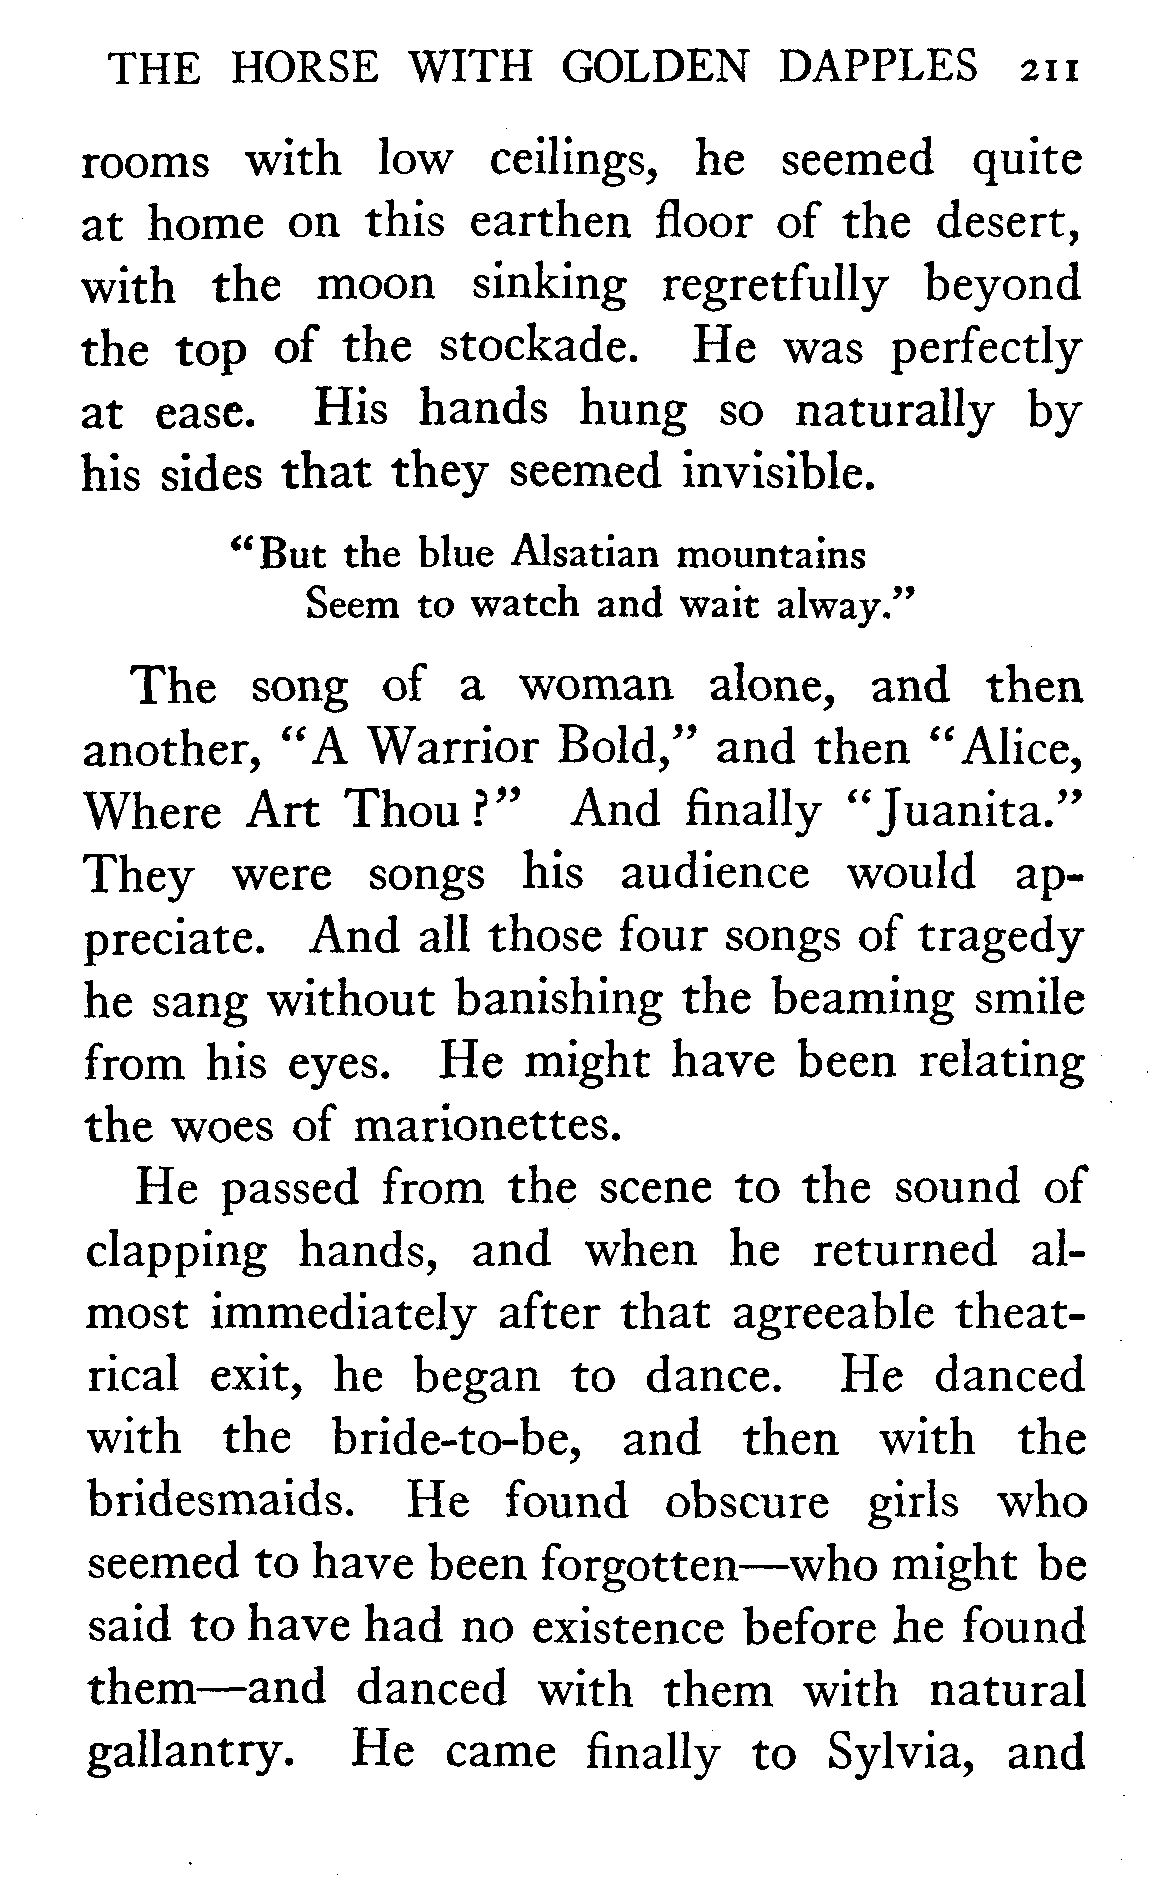 THE HORSE WITH GOLDEN DAPPLES 211
rooms with low ceilings, he seemed quite
at home on this earthen floor of the desert,
with the moon sinking regretfully beyond
the top of the stockade. He was perfectly
at ease. His hands hung so naturally by
his sides that they seemed invisible.
“But the blue Alsatian mountains
Seem to watch and wait alway.”
The song of a woman alone, and then
another, “A Warrior Bold,” and then “Alice,
Where Art Thou?” And finally “Juanita.”
They were songs his audience would ap-
preciate. And all those four songs of tragedy
he sang without banishing the beaming smile
from his eyes. He might have been relating
the woes of marionettes.
He passed from the scene to the sound of
clapping hands, and when he returned al-
most immediately after that agreeable theat-
rical exit, he began to dance. He danced
with the bride-to-be, and then with the
bridesmaids. He found obscure girls who
seemed to have been forgotten—who might be
said to have had no existence before he found
them—and danced with them with natural
gallantry. He came finally to Sylvia, and